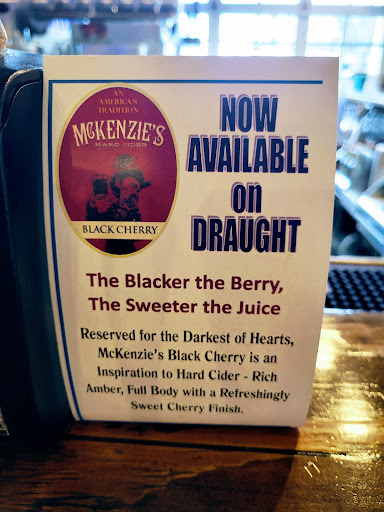 AN
AMERICAN
TRADITION
McKENZIE'S
HARD CIDER
BLACK CHERRY
NOW
AVAILABLE
on
DRAUGHT
The Blacker the Berry,
The Sweeter the Juice
Reserved for the Darkest of Hearts,
McKenzie's Black Cherry is an
Inspiration to Hard Cider - Rich
Amber, Full Body with a Refreshingly
Sweet Cherry Finish.